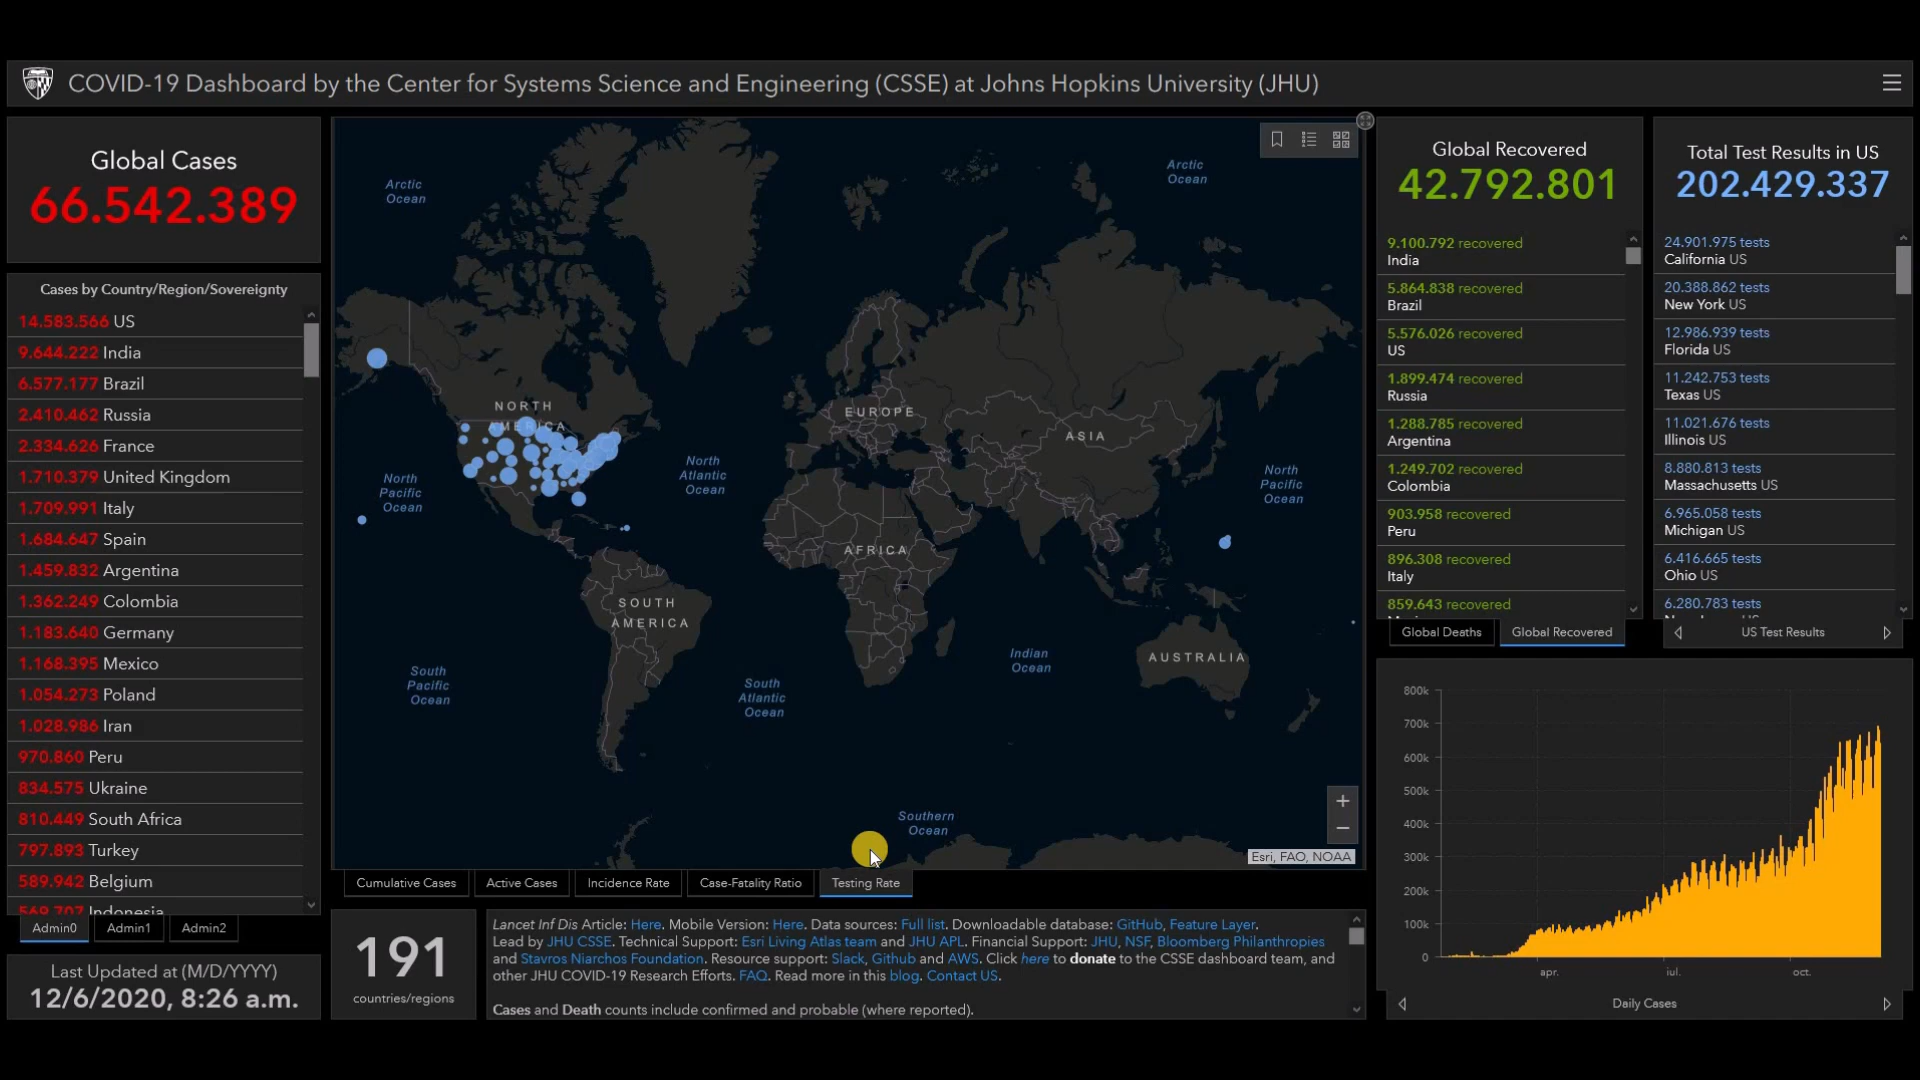 COVID-19 Dashboard by the Center for Systems Science and Engineering (CSSE) at Johns Hopkins University (JHU)
Global Cases
66.542.389
Cases by Country/Region/Sovereignty
14.583.566 US
9.644.222 India
6.577.177 Brazil
2.410.462 Russia
2.334.626 France
1.710.379 United Kingdom
1.709.991 Italy
1.684.647 Spain
1.459.832 Argentina
1.362.249 Colombia
1.183.640 Germany
1.168.395 Mexico
1.054.273 Poland
1.028.986 Iran
970.860 Peru
834.575 Ukraine
810.449 South Africa
797.893 Turkey
589.942 Belgium
569.707 Indonesia
Admin0
Admin1
Admin2
Last Updated at (M/D/YYYY)
12/6/2020, 8:26 a.m.
Arctic
Ocean
Arctic
Ocean
NORTH
AMERICA
EUROPE
ASIA
North
Pacific
Ocean
North
Atlantic
Ocean
North
Pacific
Ocean
AFRICA
SOUTH
AMERICA
Indian
Ocean
AUSTRALIA
South
Pacific
Ocean
South
Atlantic
Ocean
Southern
Ocean
+
−
Esri, FAO, NOAA
Cumulative Cases
Active Cases
Incidence Rate
Case-Fatality Ratio
Testing Rate
191
countries/regions
Lancet Inf Dis Article: Here. Mobile Version: Here. Data sources: Full list. Downloadable database: GitHub, Feature Layer.
Lead by JHU CSSE. Technical Support: Esri Living Atlas team and JHU APL. Financial Support: JHU, NSF, Bloomberg Philanthropies
and Stavros Niarchos Foundation. Resource support: Slack, Github and AWS. Click here to donate to the CSSE dashboard team, and
other JHU COVID-19 Research Efforts. FAQ. Read more in this blog. Contact US.
Cases and Death counts include confirmed and probable (where reported).
Global Recovered
42.792.801
9.100.792 recovered
India
5.864.838 recovered
Brazil
5.576.026 recovered
US
1.899.474 recovered
Russia
1.288.785 recovered
Argentina
1.249.702 recovered
Colombia
903.958 recovered
Peru
896.308 recovered
Italy
859.643 recovered
Global Deaths
Global Recovered
Total Test Results in US
202.429.337
24.901.975 tests
California US
20.388.862 tests
New York US
12.986.939 tests
Florida US
11.242.753 tests
Texas US
11.021.676 tests
Illinois US
8.880.813 tests
Massachusetts US
6.965.058 tests
Michigan US
6.416.665 tests
Ohio US
6.280.783 tests
US Test Results
800k
700k
600k
500k
400k
300k
200k
100k
0
apr.
iul.
oct.
Daily Cases